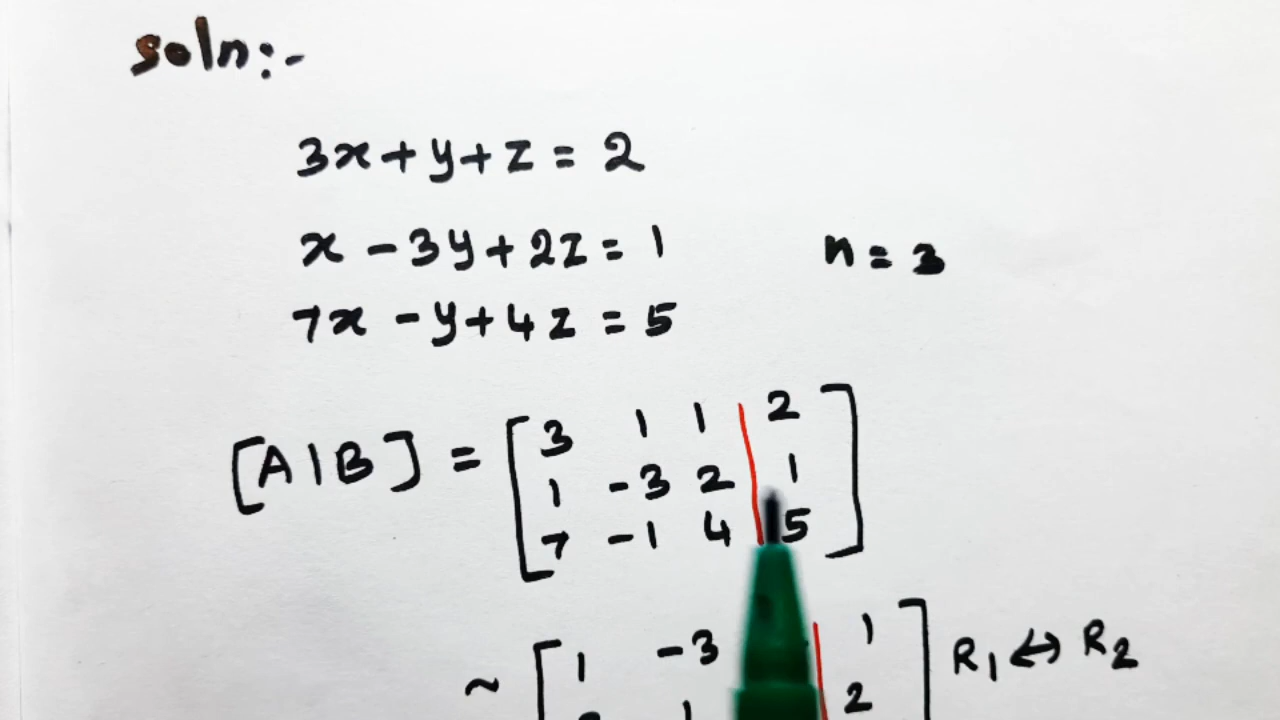 Soln:-
3x+y+z = 2
x - 3y + 2z = 1
n = 3
7x - y + 4z = 5
[A|B] = [ 3 1 1 | 2
1 -3 2 | 1
7 -1 4 | 5 ]
~ [ 1 -3 | 1 ] R₁ ↔ R₂
2